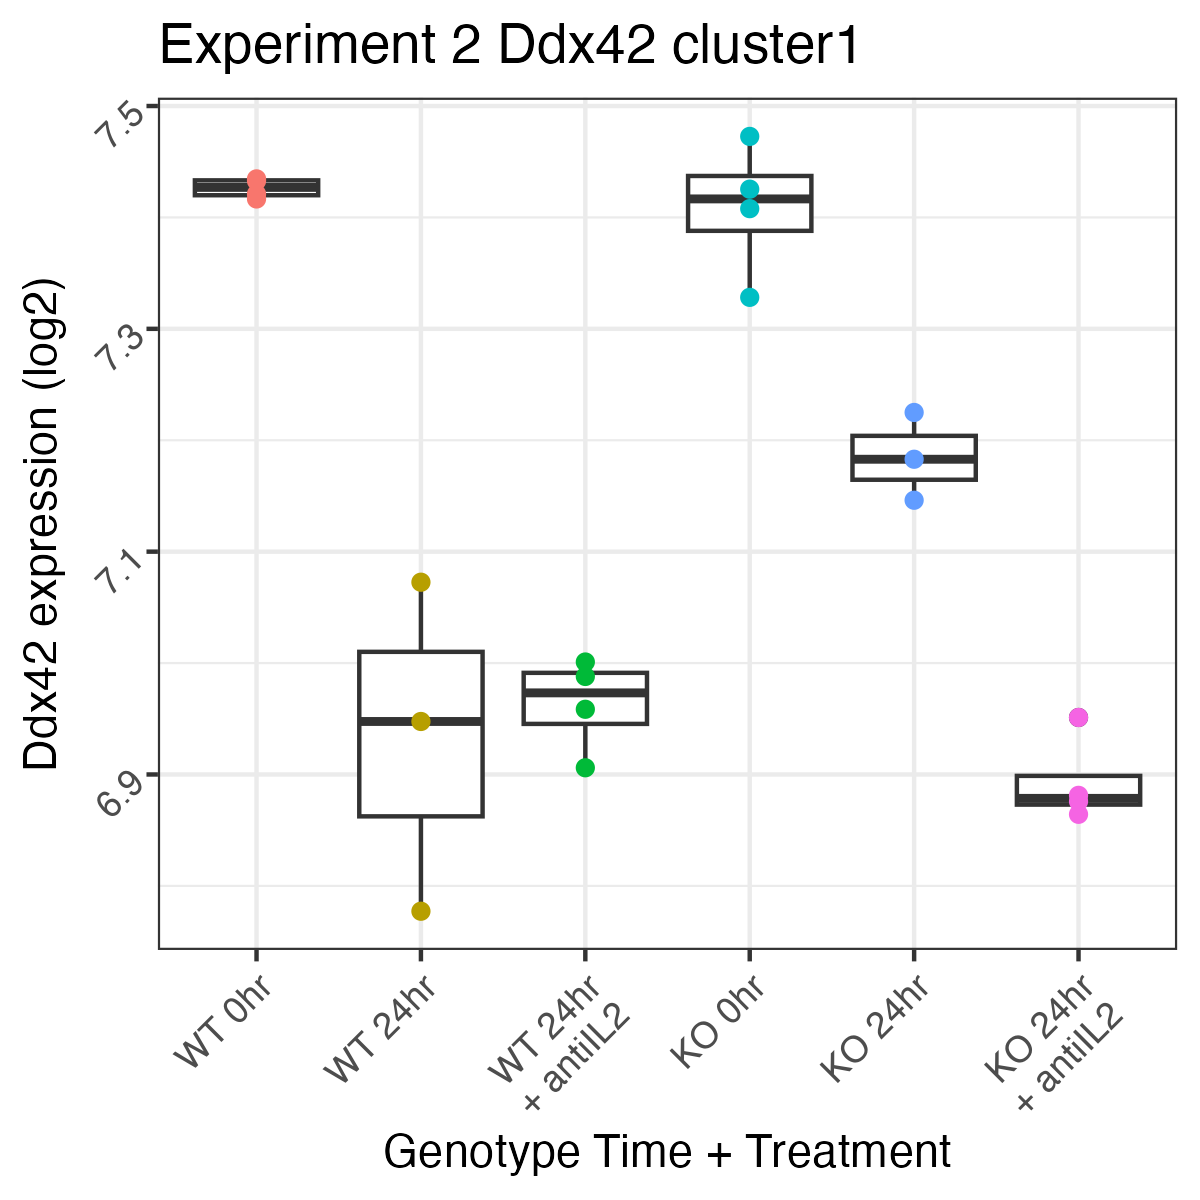 Experiment 2 Ddx42 cluster1
Ddx42 expression (log2)
7.5
7.3
7.1
6.9
WT 0hr
WT 24hr
WT 24hr
+ antiIL2
KO 0hr
KO 24hr
KO 24hr
+ antiIL2
Genotype Time + Treatment